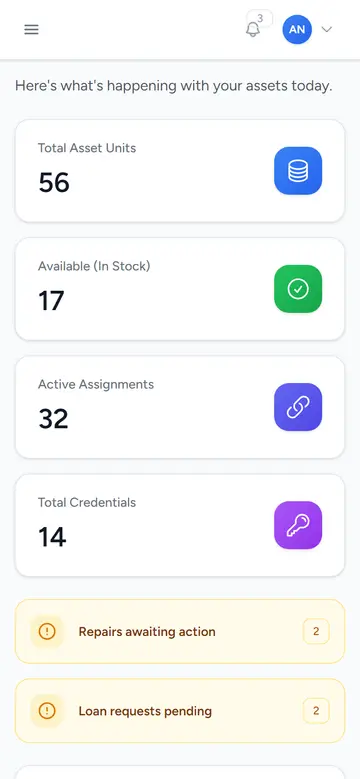 3
AN
Here's what's happening with your assets today.
Total Asset Units
56
Available (In Stock)
17
Active Assignments
32
Total Credentials
14
Repairs awaiting action
2
Loan requests pending
2